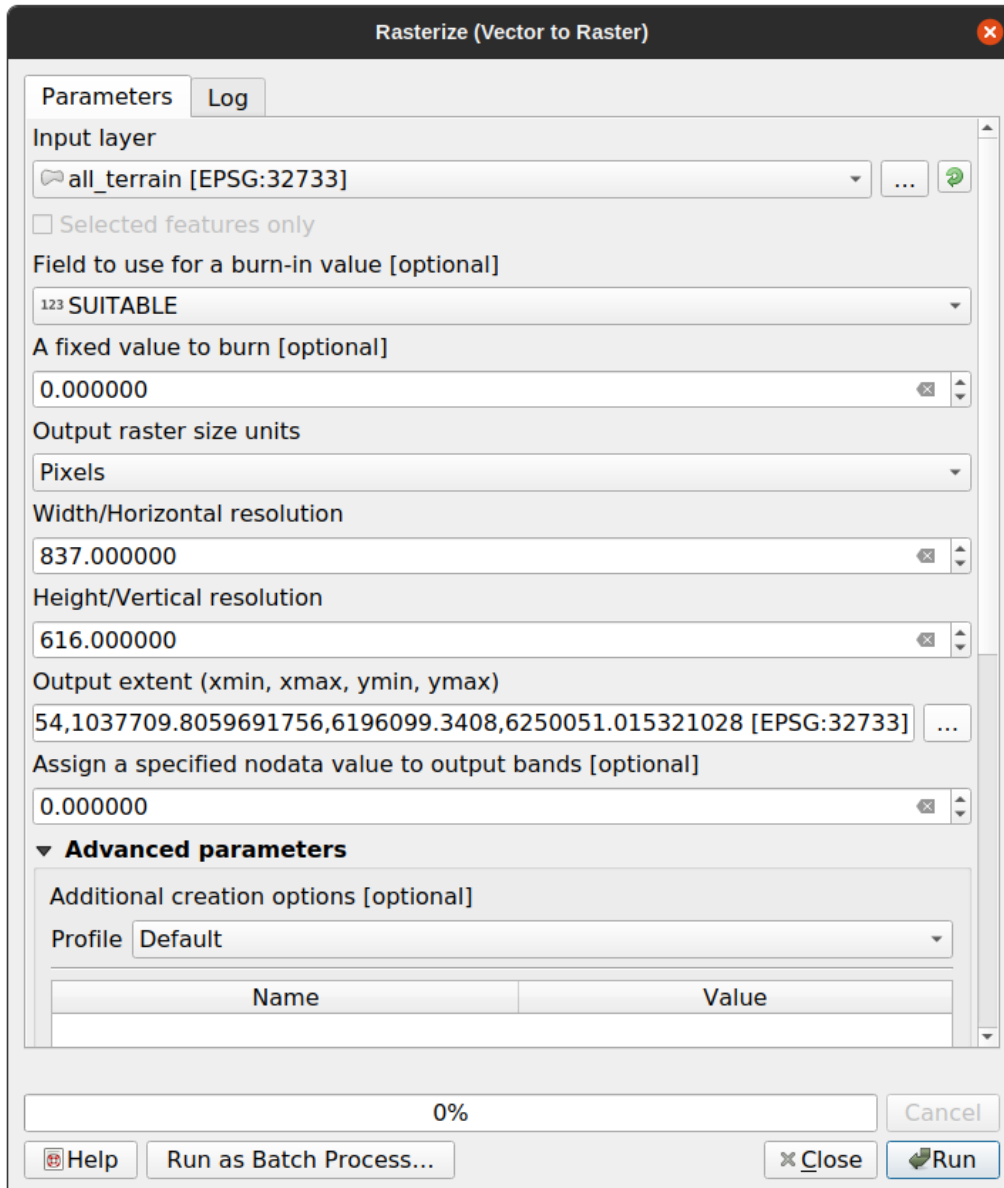 Rasterize (Vector to Raster)
Parameters Log
Input layer
all_terrain [EPSG:32733] ...
Selected features only
Field to use for a burn-in value [optional]
123 SUITABLE
A fixed value to burn [optional]
0.000000
Output raster size units
Pixels
Width/Horizontal resolution
837.000000
Height/Vertical resolution
616.000000
Output extent (xmin, xmax, ymin, ymax)
54,1037709.8059691756,6196099.3408,6250051.015321028 [EPSG:32733] ...
Assign a specified nodata value to output bands [optional]
0.000000
Advanced parameters
Additional creation options [optional]
Profile Default
Name Value
0% Cancel
Help Run as Batch Process... Close Run